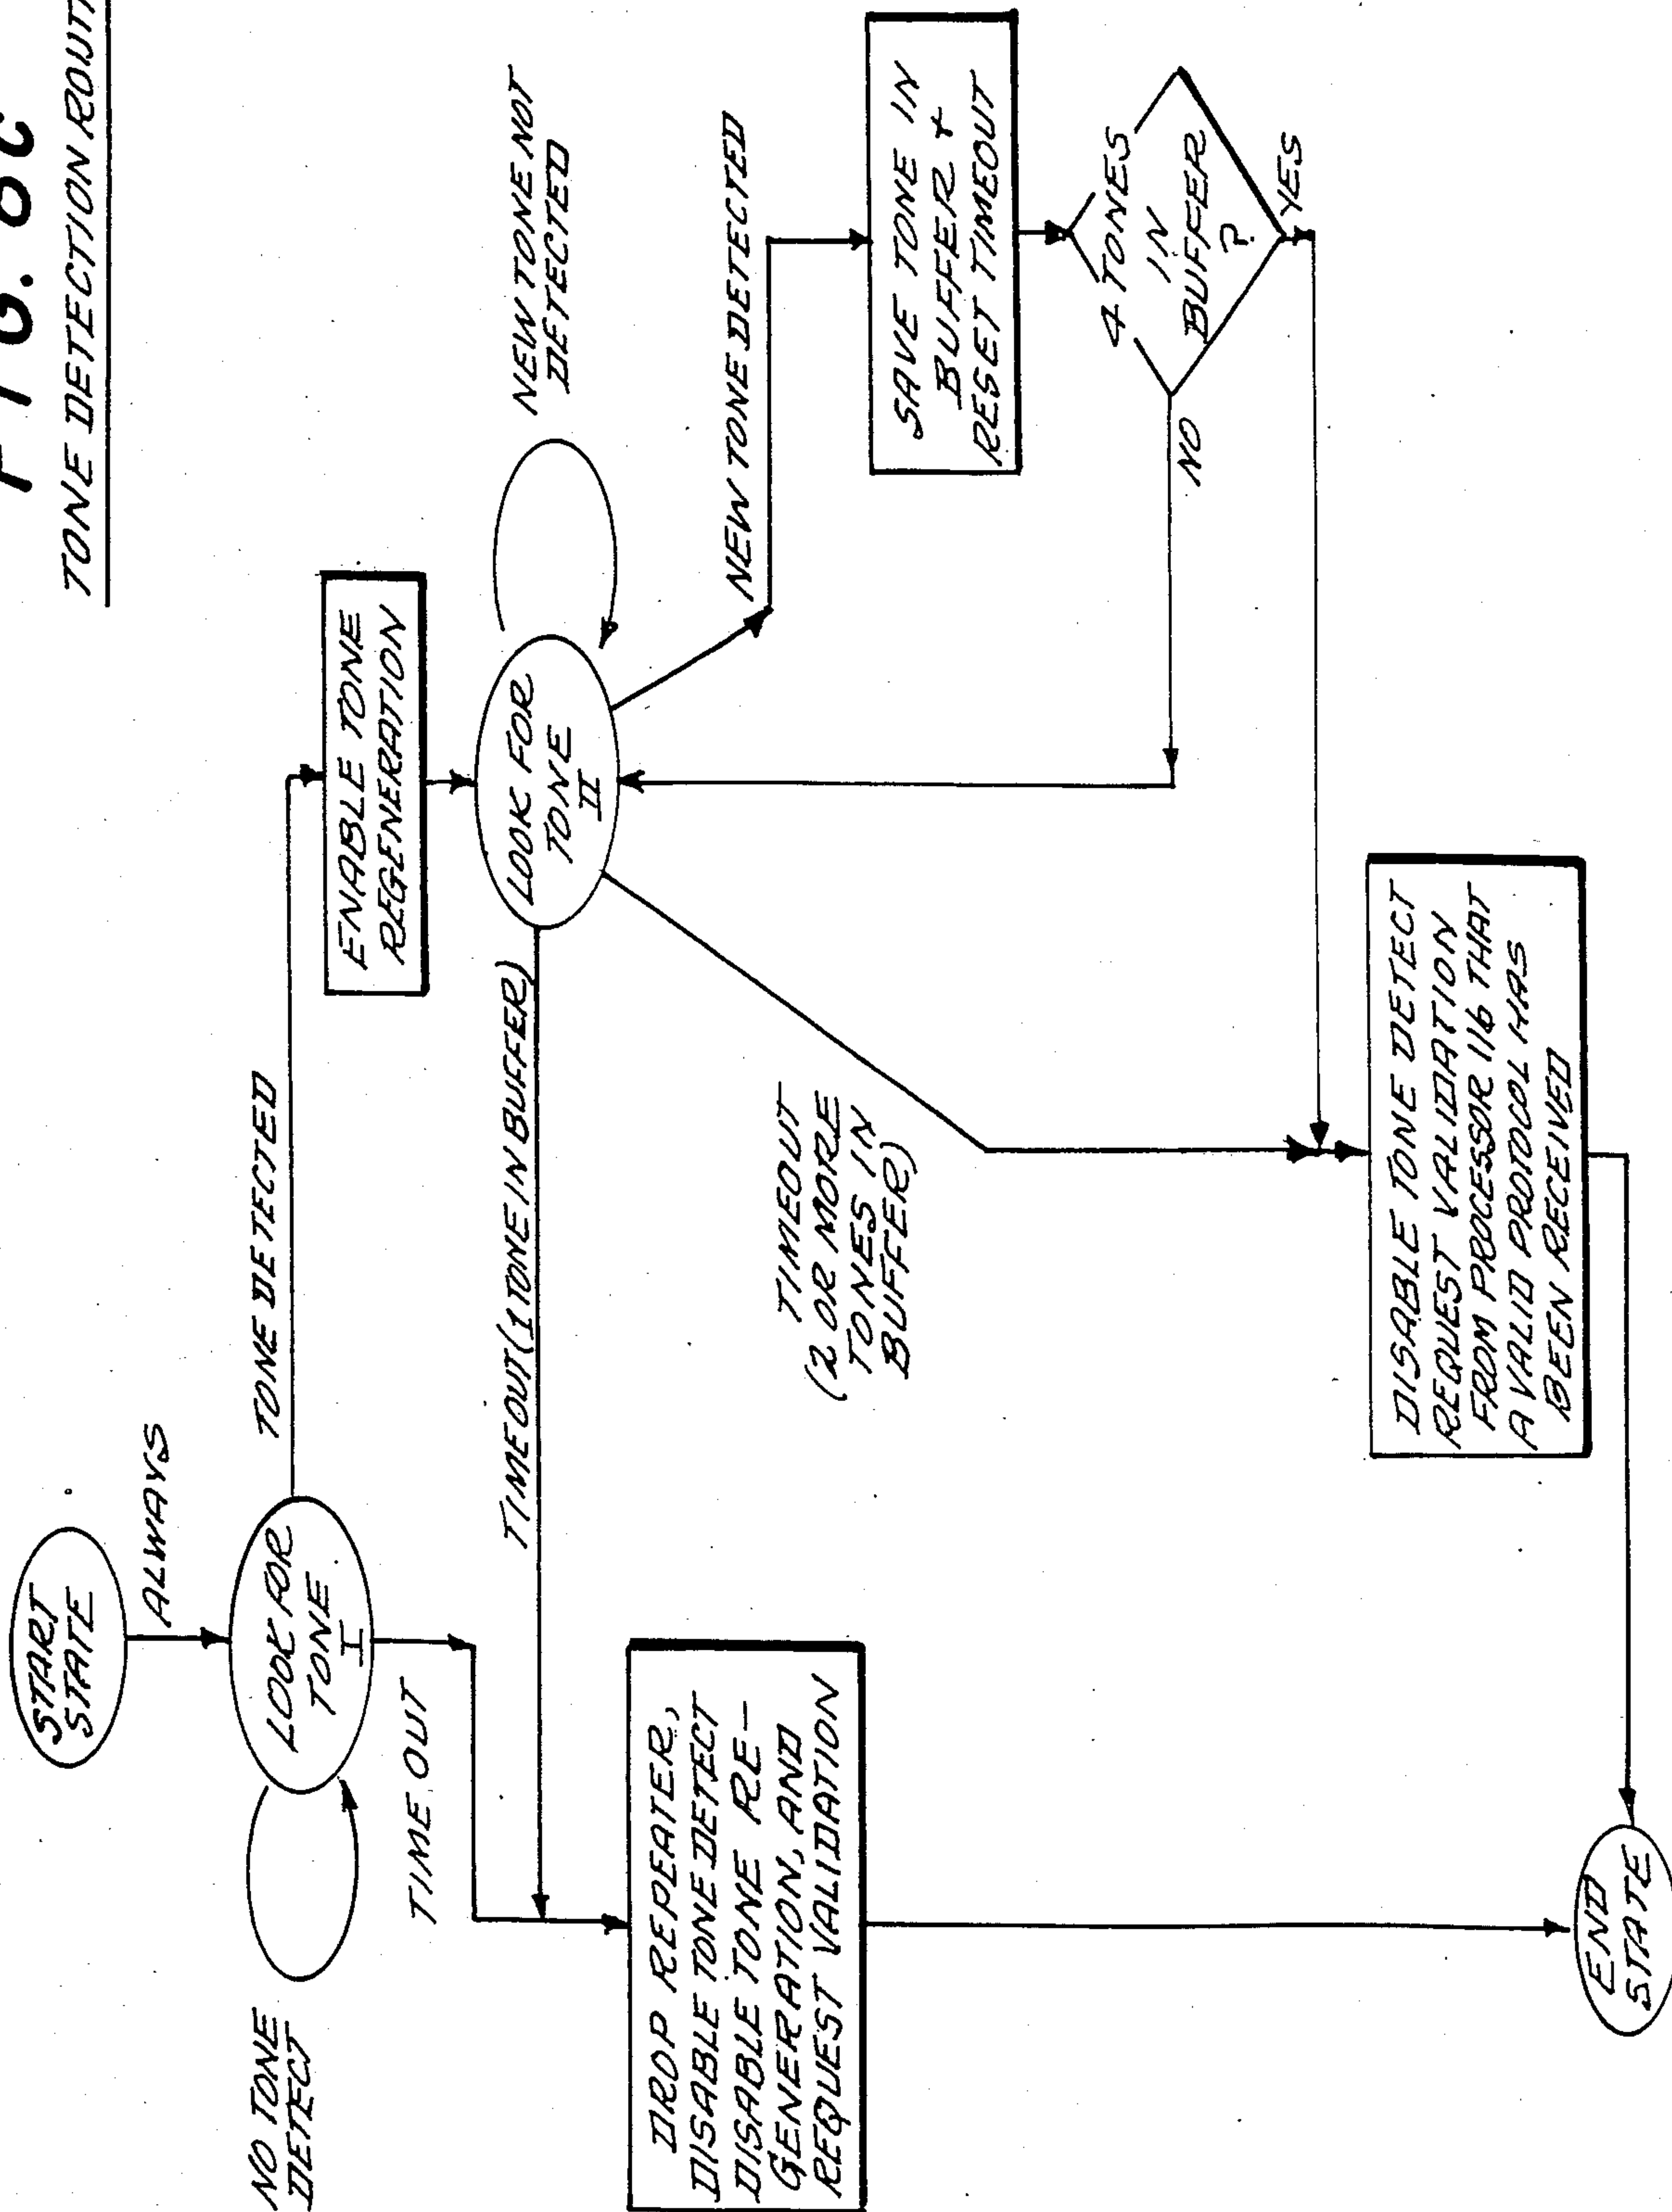 FIG. 8C
TONE DETECTION ROUTI
START
STATE
ALWAYS
NO TONE
DETECT
LOOK FOR
TONE
I
TONE DETECTED
TIME OUT
ENABLE TONE
REGENERATION
LOOK FOR
TONE
II
NEW TONE NOT
DETECTED
TIMEOUT (1 TONE IN BUFFER)
NEW TONE DETECTED
DROP REPEATER,
DISABLE TONE DETECT
DISABLE TONE RE-
GENERATION, AND
REQUEST VALIDATION
TIMEOUT
(2 OR MORE
TONES IN
BUFFER)
SAVE TONE IN
BUFFER +
RESET TIMEOUT
4 TONES
IN
BUFFER
?
NO
YES
DISABLE TONE DETECT
REQUEST VALIDATION
FROM PROCESSOR 116 THAT
A VALID PROTOCOL HAS
BEEN RECEIVED
END
STATE